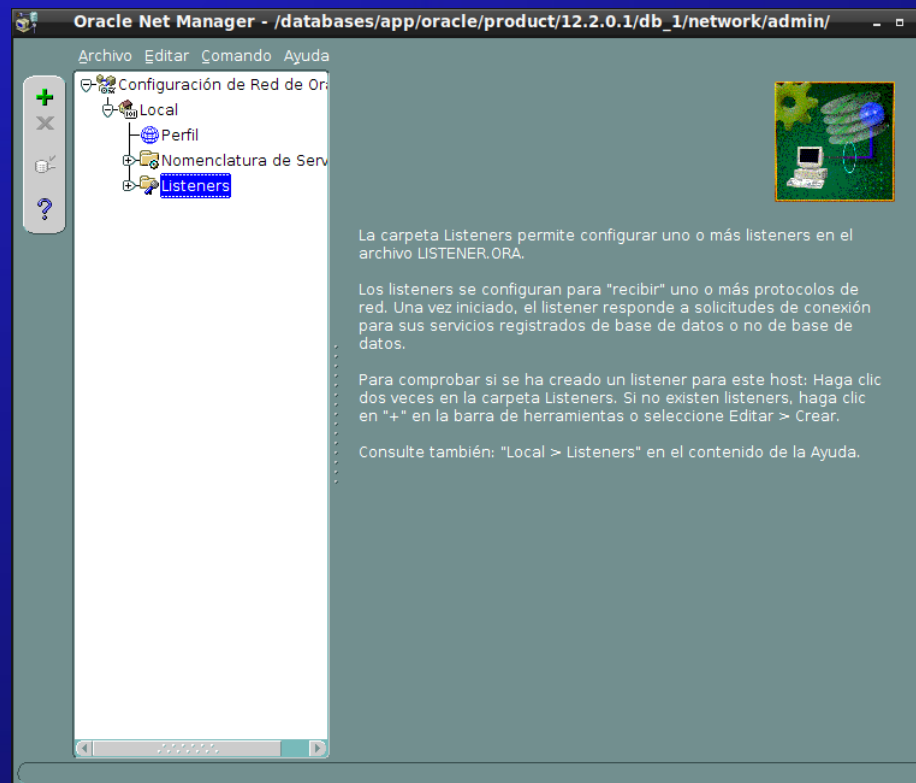 Oracle Net Manager - /databases/app/oracle/product/12.2.0.1/db_1/network/admin/
Archivo Editar Comando Ayuda
Configuración de Red de Or
Local
Perfil
Nomenclatura de Serv
Listeners
La carpeta Listeners permite configurar uno o más listeners en el
archivo LISTENER.ORA.
Los listeners se configuran para "recibir" uno o más protocolos de
red. Una vez iniciado, el listener responde a solicitudes de conexión
para sus servicios registrados de base de datos o no de base de
datos.
Para comprobar si se ha creado un listener para este host: Haga clic
dos veces en la carpeta Listeners. Si no existen listeners, haga clic
en "+" en la barra de herramientas o seleccione Editar > Crear.
Consulte también: "Local > Listeners" en el contenido de la Ayuda.